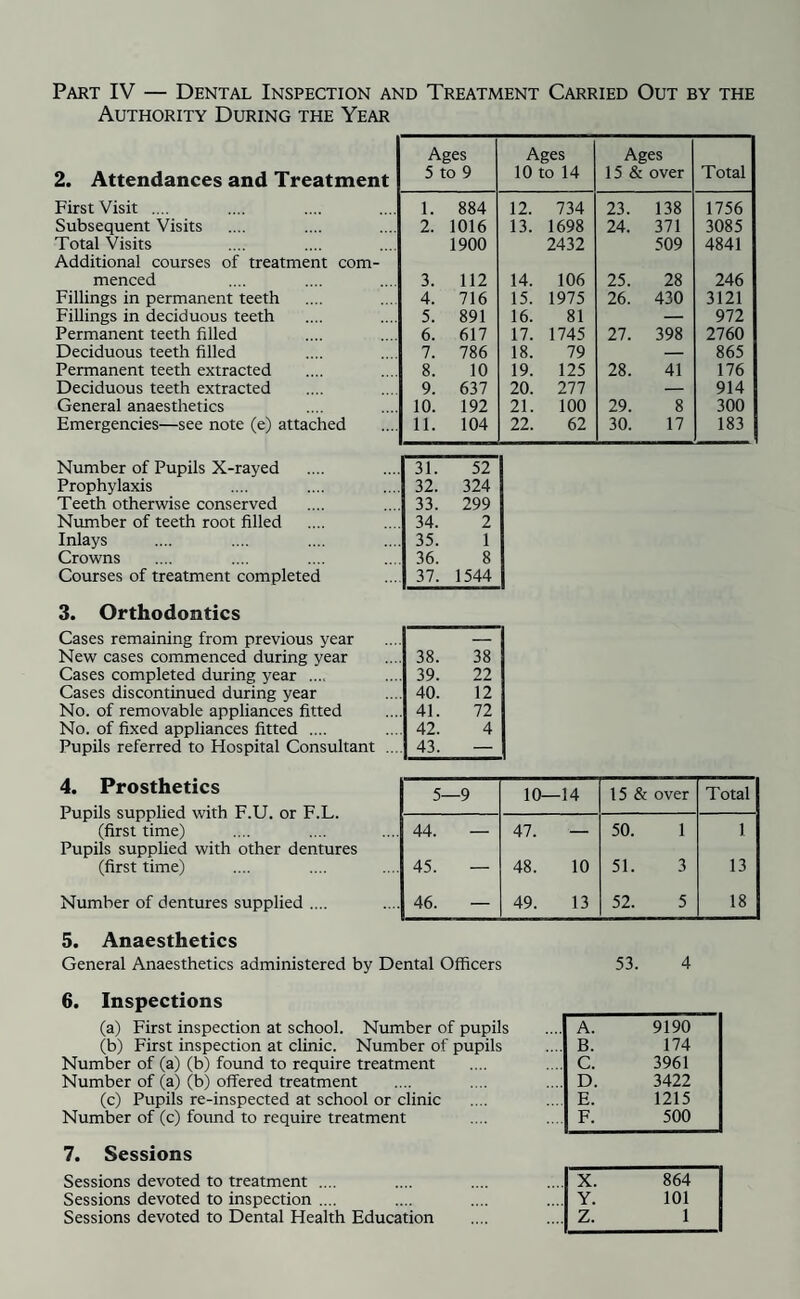 PART IV — DENTAL INSPECTION AND TREATMENT CARRIED OUT BY THE
AUTHORITY DURING THE YEAR
2. Attendances and Treatment Ages 5 to 9 Ages 10 to 14 Ages 15 & over Total
First Visit .... .... .... .... 1. 884 12. 734 23. 138 1756
Subsequent Visits .... .... .... 2. 1016 13. 1698 24. 371 3085
Total Visits .... .... .... 1900 2432 509 4841
Additional courses of treatment com-
menced .... .... .... 3. 112 14. 106 25. 28 246
Fillings in permanent teeth .... .... 4. 716 15. 1975 26. 430 3121
Fillings in deciduous teeth .... .... 5. 891 16. 81 — 972
Permanent teeth filled .... .... 6. 617 17. 1745 27. 398 2760
Deciduous teeth filled .... .... 7. 786 18. 79 — 865
Permanent teeth extracted .... .... 8. 10 19. 125 28. 41 176
Deciduous teeth extracted .... .... 9. 637 20. 277 — 914
General anaesthetics .... .... 10. 192 21. 100 29. 8 300
Emergencies—see note (e) attached .... 11. 104 22. 62 30. 17 183
Number of Pupils X-rayed .... .... 31. 52
Prophylaxis .... .... .... 32. 324
Teeth otherwise conserved .... .... 33. 299
Number of teeth root filled .... .... 34. 2
Inlays .... .... .... .... 35. 1
Crowns .... .... .... .... 36. 8
Courses of treatment completed .... 37. 1544
3. Orthodontics
Cases remaining from previous year .... —
New cases commenced during year .... 38. 38
Cases completed during year .... .... 39. 22
Cases discontinued during year .... 40. 12
No. of removable appliances fitted .... 41. 72
No. of fixed appliances fitted .... .... 42. 4
Pupils referred to Hospital Consultant .... 43. —
4. Prosthetics 5—9 10—14 15 & over Total
Pupils supplied with F.U. or F.L.
(first time) .... .... .... 44. — 47. — 50. 1 1
Pupils supplied with other dentures
(first time) .... .... .... 45. — 48. 10 51. 3 13
Number of dentures supplied .... .... 46. — 49. 13 52. 5 18
5. Anaesthetics
General Anaesthetics administered by Dental Officers 53. 4
6. Inspections
(a) First inspection at school. Number of pupils .... A. 9190
(b) First inspection at clinic. Number of pupils .... B. 174
Number of (a) (b) found to require treatment .... .... C. 3961
Number of (a) (b) offered treatment .... .... .... D. 3422
(c) Pupils re-inspected at school or clinic .... .... E. 1215
Number of (c) found to require treatment .... .... F. 500
7. Sessions
Sessions devoted to treatment .... .... .... .... X. 864
Sessions devoted to inspection .... .... .... .... Y. 101
Sessions devoted to Dental Health Education .... .... Z. 1